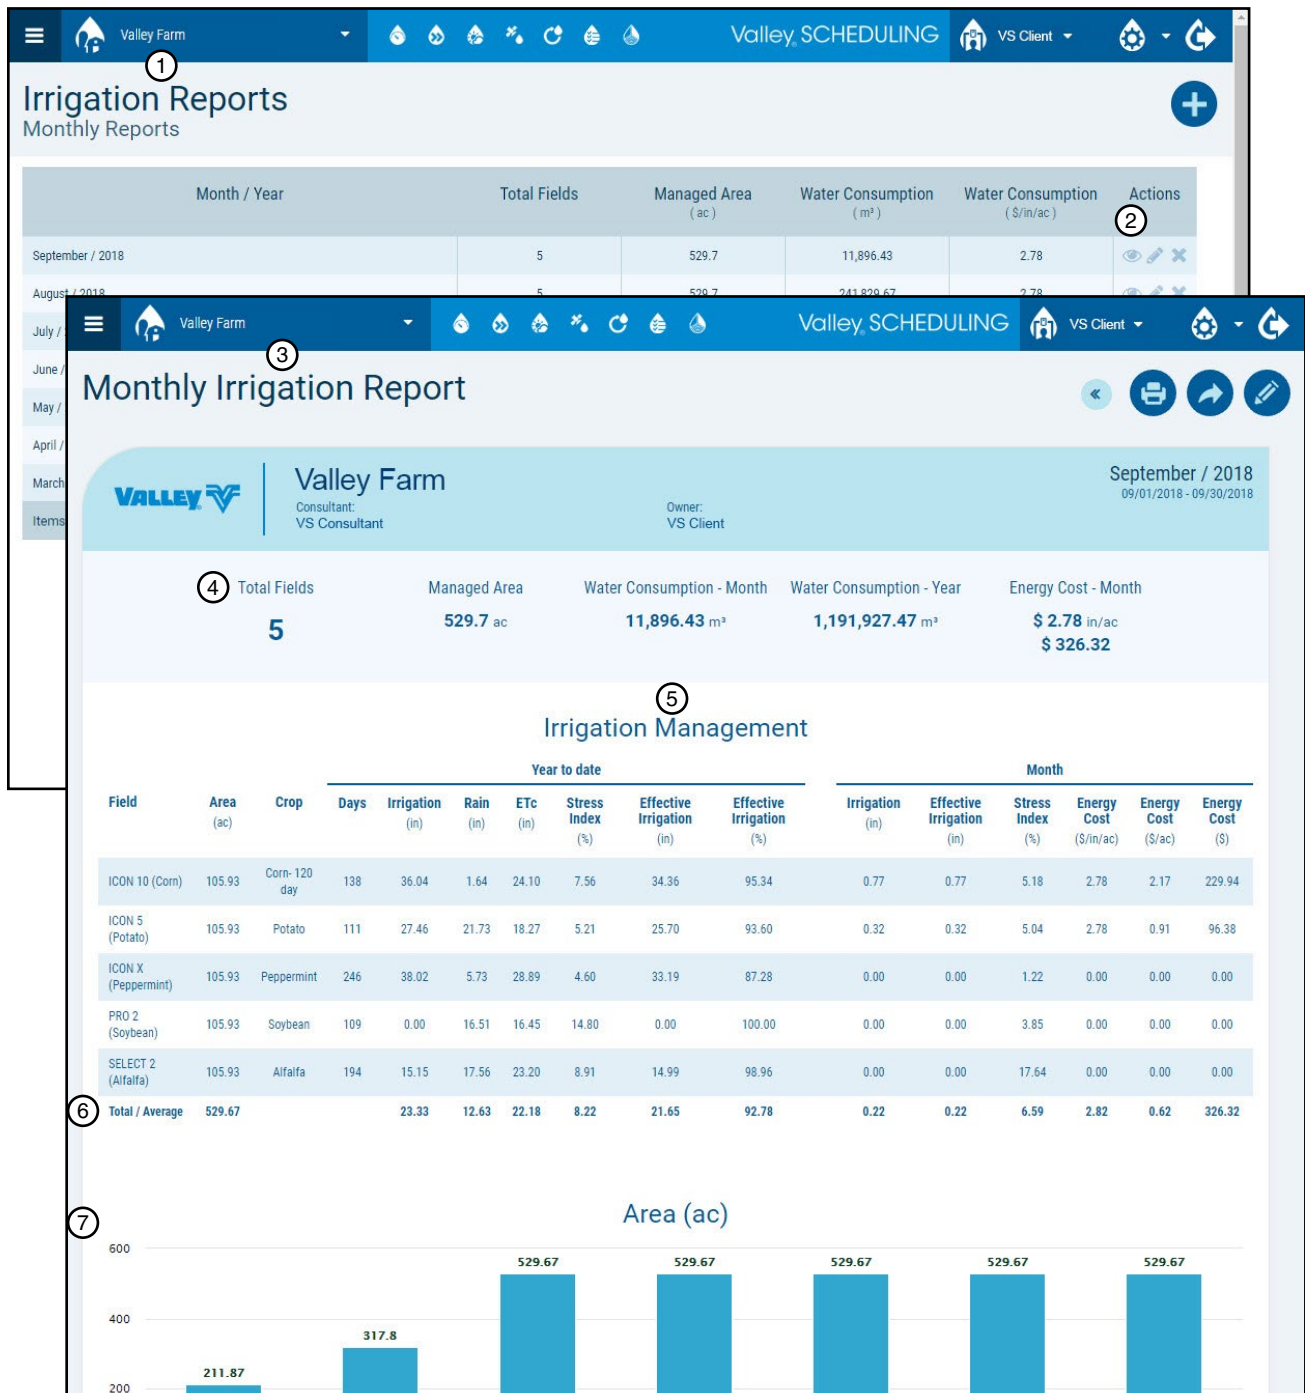 Valley Farm
Valley SCHEDULING
VS Client
1
Irrigation Reports
Monthly Reports
Month / Year Total Fields Managed Area (ac) Water Consumption (m³) Water Consumption ($/in/ac) Actions
2
September / 2018 5 529.7 11,896.43 2.78
August / 2018 5 529.7 241,829.67 2.78
July /
June /
May /
April /
March
Items
Valley Farm
Valley SCHEDULING
VS Client
3
Monthly Irrigation Report
VALLEY
Valley Farm
Consultant:
VS Consultant
Owner:
VS Client
September / 2018
09/01/2018 - 09/30/2018
4
Total Fields Managed Area Water Consumption - Month Water Consumption - Year Energy Cost - Month
5 529.7 ac 11,896.43 m³ 1,191,927.47 m³ $ 2.78 in/ac
$ 326.32
5
Irrigation Management
Year to date Month
Field Area (ac) Crop Days Irrigation (in) Rain (in) ETc (in) Stress Index (%) Effective Irrigation (in) Effective Irrigation (%) Irrigation (in) Effective Irrigation (in) Stress Index (%) Energy Cost ($/in/ac) Energy Cost ($/ac) Energy Cost ($)
ICON 10 (Corn) 105.93 Corn- 120 day 138 36.04 1.64 24.10 7.56 34.36 95.34 0.77 0.77 5.18 2.78 2.17 229.94
ICON 5 (Potato) 105.93 Potato 111 27.46 21.73 18.27 5.21 25.70 93.60 0.32 0.32 5.04 2.78 0.91 96.38
ICON X (Peppermint) 105.93 Peppermint 246 38.02 5.73 28.89 4.60 33.19 87.28 0.00 0.00 1.22 0.00 0.00 0.00
PRO 2 (Soybean) 105.93 Soybean 109 0.00 16.51 16.45 14.80 0.00 100.00 0.00 0.00 3.85 0.00 0.00 0.00
SELECT 2 (Alfalfa) 105.93 Alfalfa 194 15.15 17.56 23.20 8.91 14.99 98.96 0.00 0.00 17.64 0.00 0.00 0.00
6
Total / Average 529.67 23.33 12.63 22.18 8.22 21.65 92.78 0.22 0.22 6.59 2.82 0.62 326.32
7
Area (ac)
600
529.67 529.67 529.67 529.67 529.67
400
317.8
211.87
200